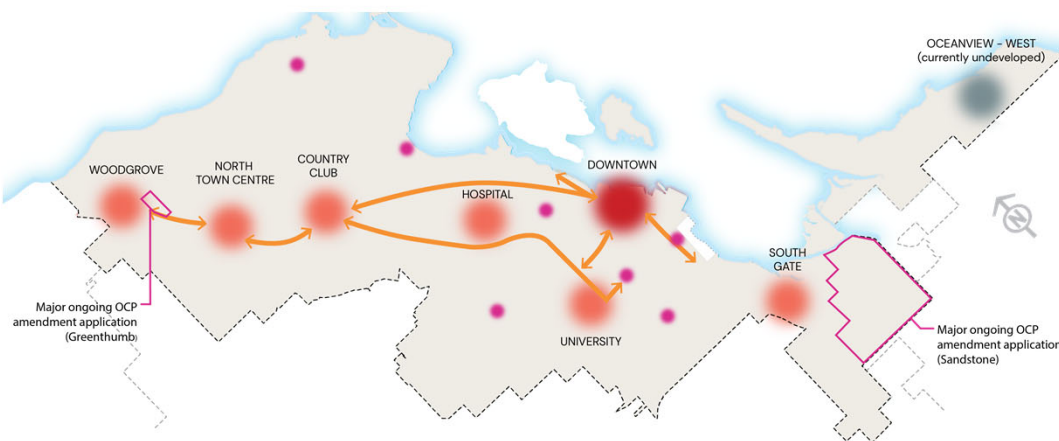 OCEANVIEW - WEST
(currently undeveloped)
WOODGROVE
NORTH
TOWN CENTRE
COUNTRY
CLUB
HOSPITAL
DOWNTOWN
N
SOUTH
GATE
Major ongoing OCP
amendment application
(Greenthumb)
UNIVERSITY
Major ongoing OCP
amendment application
(Sandstone)